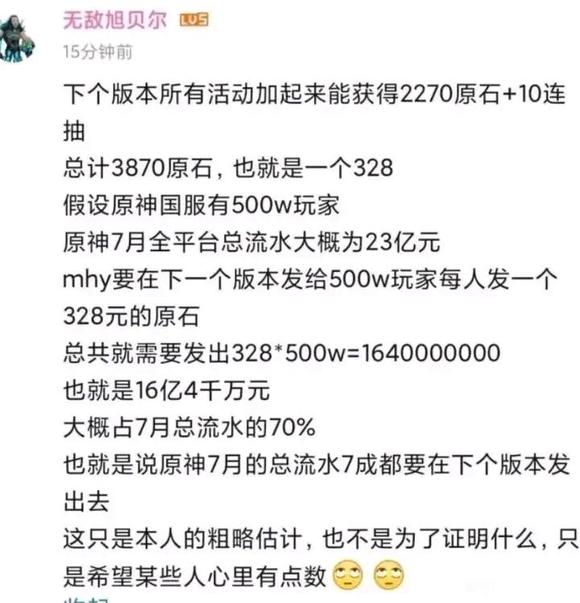 无敌旭贝尔 LV5
15分钟前
下个版本所有活动加起来能获得2270原石+10连
抽
总计3870原石，也就是一个328
假设原神国服有500w玩家
原神7月全平台总流水大概为23亿元
mhy要在下一个版本发给500w玩家每人发一个
328元的原石
总共就需要发出328*500w=1640000000
也就是16亿4千万元
大概占7月总流水的70%
也就是说原神7月的总流水7成都要在下个版本发
出去
这只是本人的粗略估计，也不是为了证明什么，只
是希望某些人心里有点数